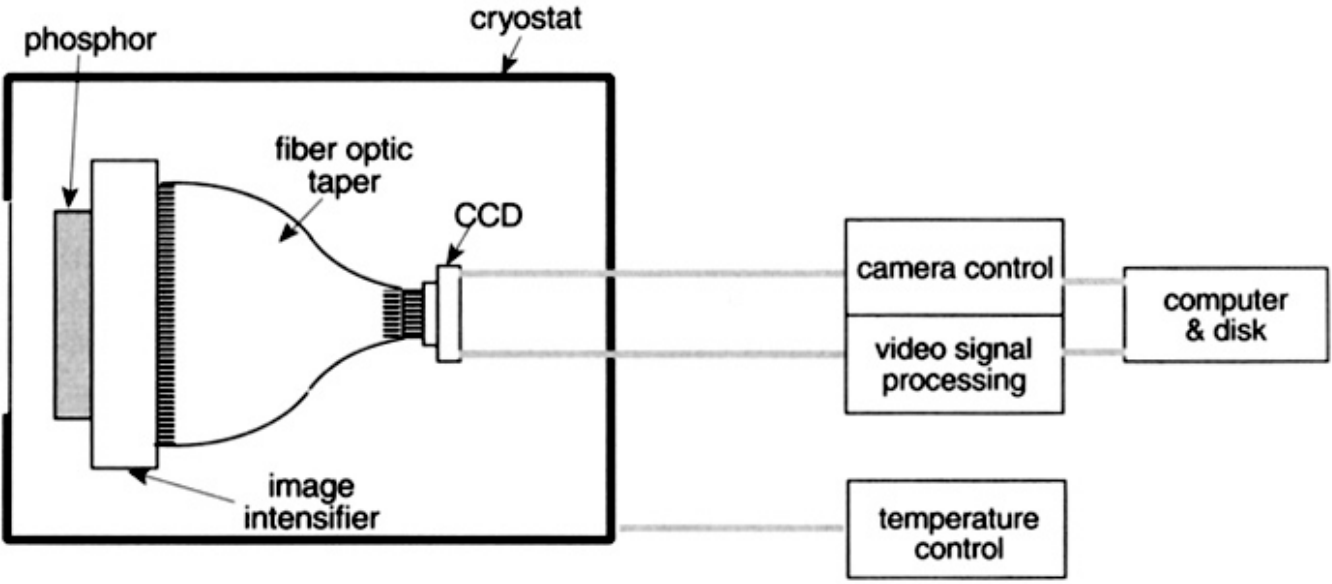 cryostat
phosphor
fiber optic
taper
CCD
camera control
computer
& disk
video signal
processing
image
intensifier
temperature
control